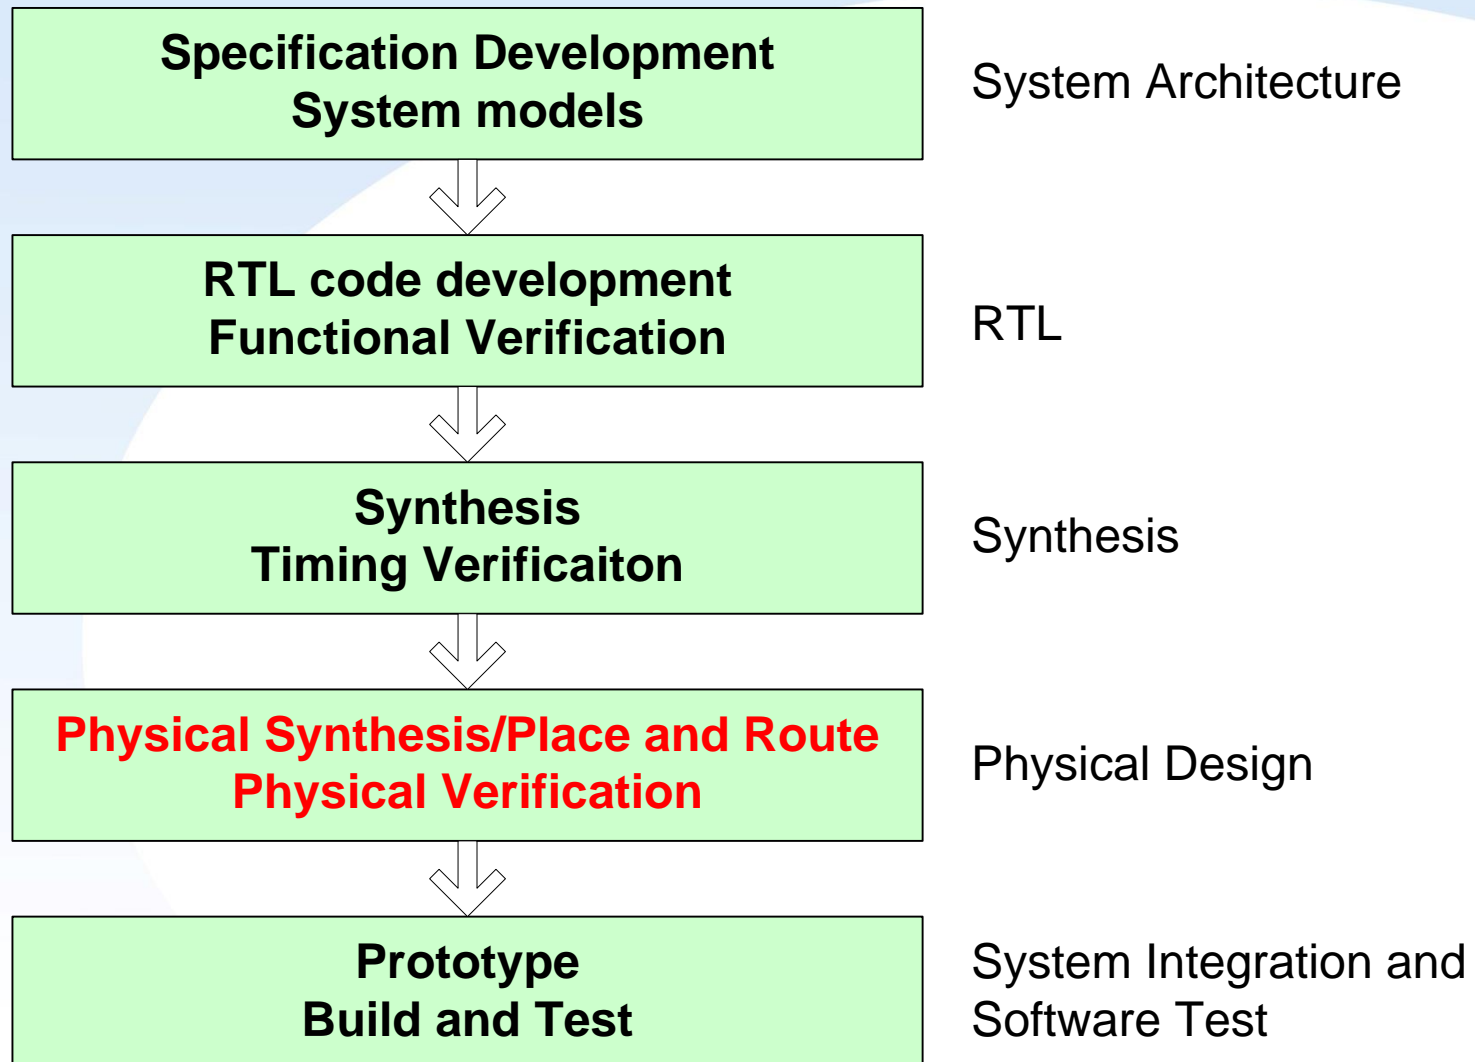 Specification Development
System models
System Architecture
RTL code development
Functional Verification
RTL
Synthesis
Timing Verificaiton
Synthesis
Physical Synthesis/Place and Route
Physical Verification
Physical Design
Prototype
Build and Test
System Integration and
Software Test